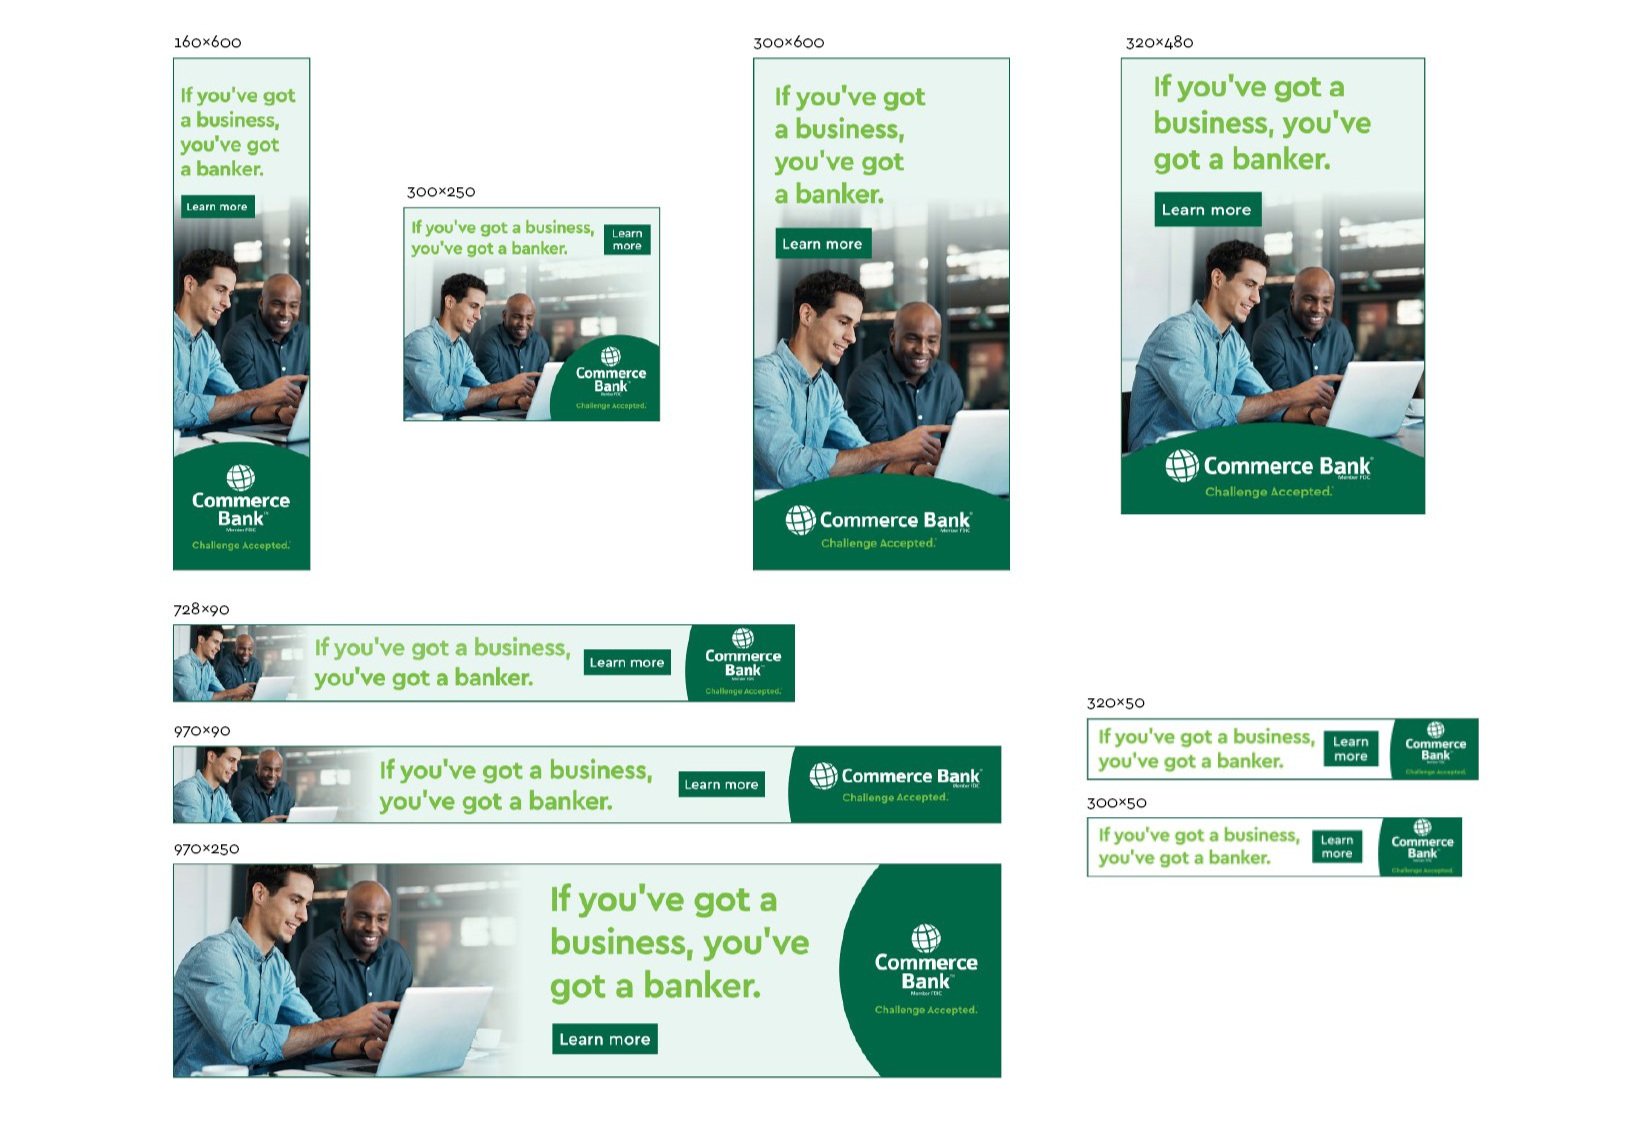 160×600
If you've got
a business,
you've got
a banker.
Learn more
Commerce
Bank™
Member FDIC
Challenge Accepted.®
300×250
If you've got a business,
you've got a banker.
Learn
more
Commerce
Bank
Member FDIC
Challenge Accepted.
300×600
If you've got
a business,
you've got
a banker.
Learn more
Commerce Bank
Member FDIC
Challenge Accepted.
320×480
If you've got a
business, you've
got a banker.
Learn more
Commerce Bank
Member FDIC
Challenge Accepted.
728×90
If you've got a business,
you've got a banker.
Learn more
Commerce
Bank
Member FDIC
Challenge Accepted.
970×90
If you've got a business,
you've got a banker.
Learn more
Commerce Bank
Member FDIC
Challenge Accepted.
970×250
If you've got a
business, you've
got a banker.
Learn more
Commerce
Bank™
Member FDIC
Challenge Accepted.
320×50
If you've got a business,
you've got a banker.
Learn
more
Commerce
Bank
Challenge Accepted.
300×50
If you've got a business,
you've got a banker.
Learn
more
Commerce
Bank
Challenge Accepted.